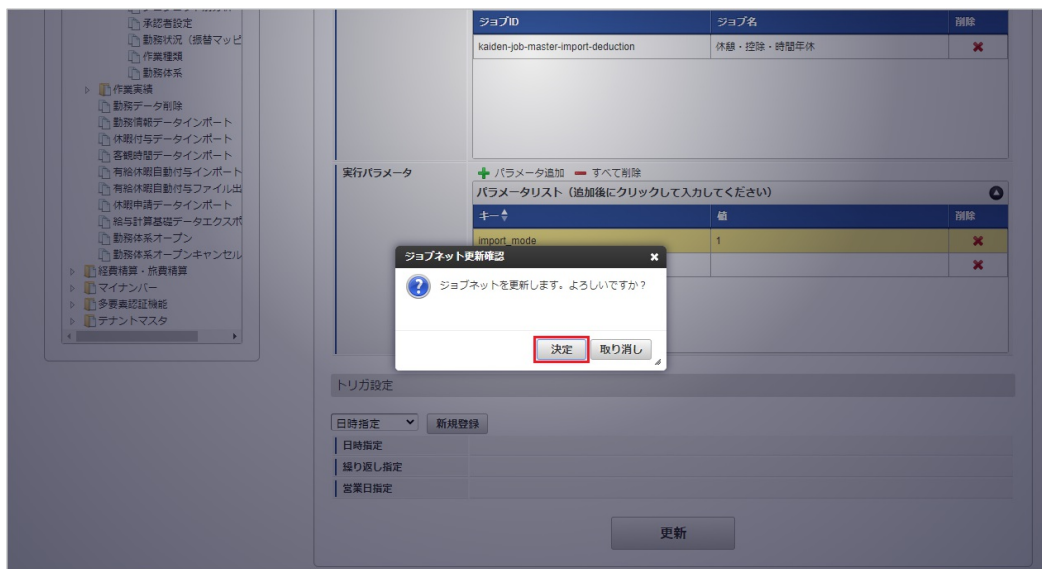 承認者設定
勤務状況（振替マッピ
作業種類
勤務体系
作業実績
勤務データ削除
勤務情報データインポート
休暇付与データインポート
客観時間データインポート
有給休暇自動付与インポート
有給休暇自動付与ファイル出
休暇申請データインポート
給与計算基礎データエクスポ
勤務体系オープン
勤務体系オープンキャンセル
経費精算・旅費精算
マイナンバー
多要素認証機能
テナントマスタ
ジョブID ジョブ名 削除
kaiden-job-master-import-deduction 休憩・控除・時間年休
実行パラメータ
パラメータ追加 すべて削除
パラメータリスト（追加後にクリックして入力してください）
キー 値 削除
import_mode 1
ジョブネット更新確認
ジョブネットを更新します。よろしいですか？
決定 取り消し
トリガ設定
日時指定 新規登録
日時指定
繰り返し指定
営業日指定
更新